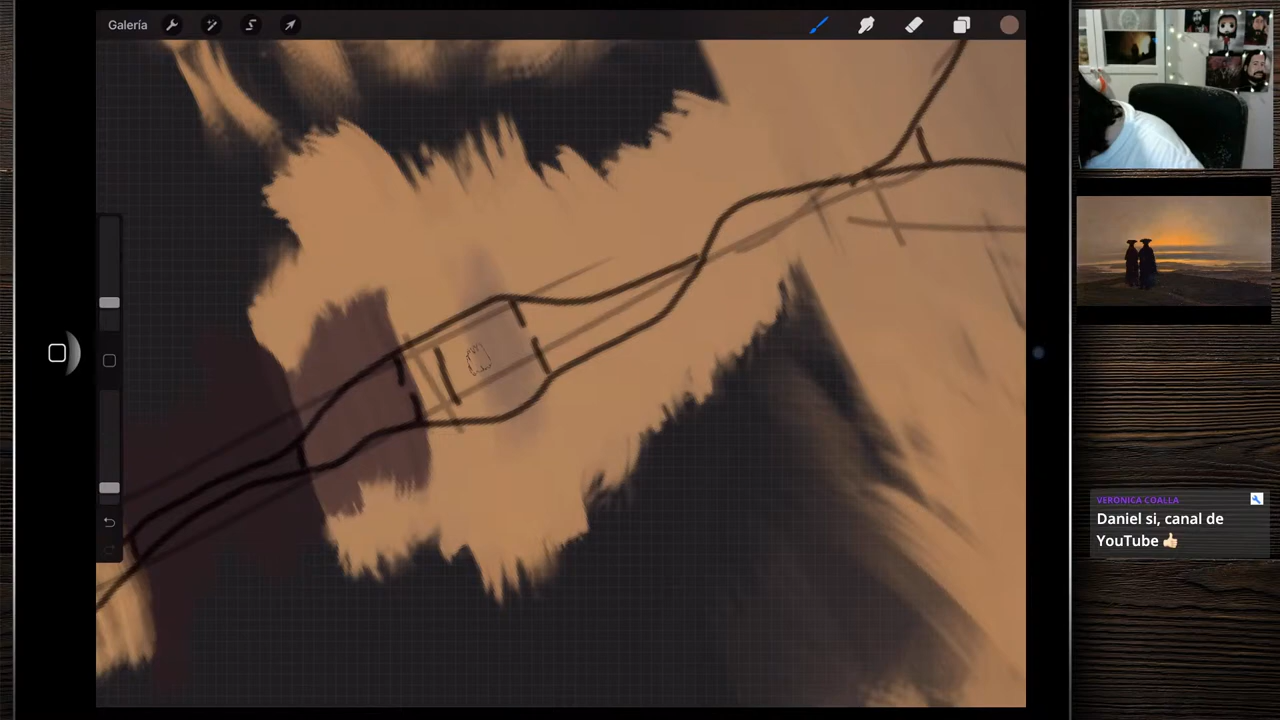 Galería
VERONICA COALLA
Daniel si, canal de
YouTube 👍🏻